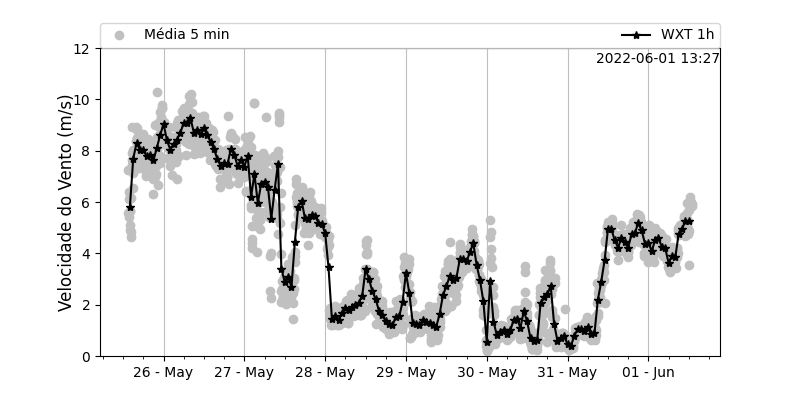 Média 5 min
WXT 1h
2022-06-01 13:27
Velocidade do Vento (m/s)
12
10
8
6
4
2
0
26 - May
27 - May
28 - May
29 - May
30 - May
31 - May
01 - Jun